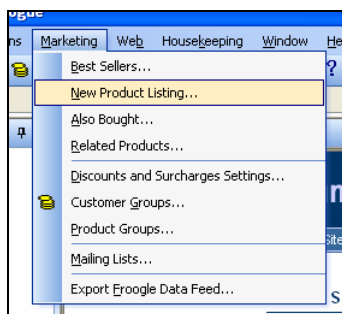 ogue
ns Marketing Web Housekeeping Window He
Best Sellers...
?
New Product Listing...
Also Bought...
Related Products...
Discounts and Surcharges Settings...
Customer Groups...
n
Product Groups...
Site
Mailing Lists...
Export Froogle Data Feed...
s